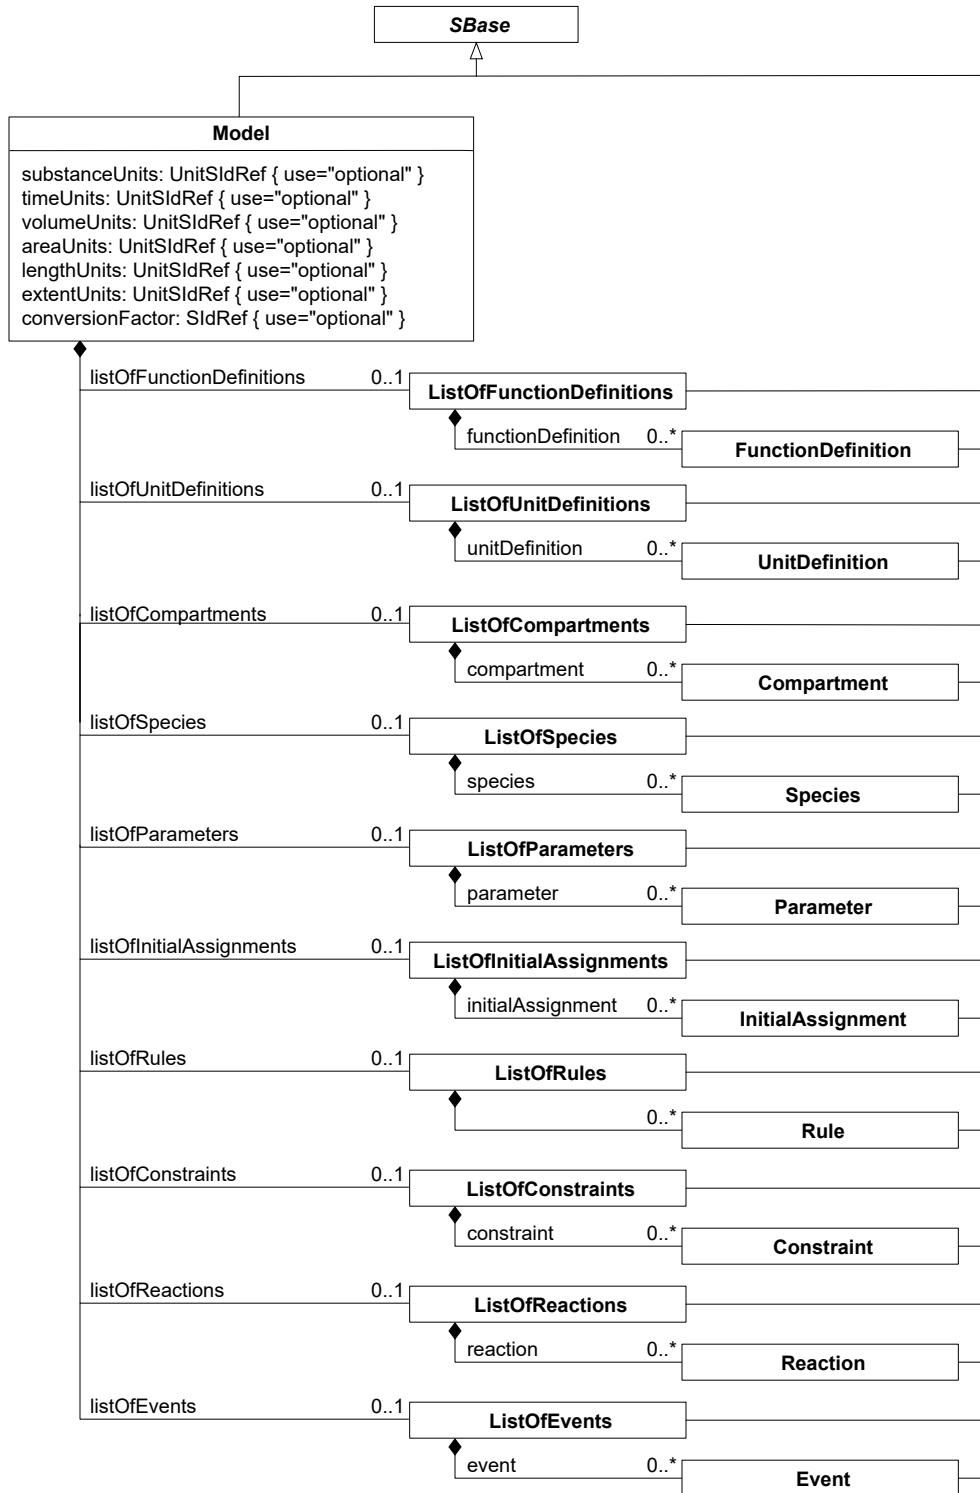 SBase
Model
substanceUnits: UnitSIdRef { use="optional" }
timeUnits: UnitSIdRef { use="optional" }
volumeUnits: UnitSIdRef { use="optional" }
areaUnits: UnitSIdRef { use="optional" }
lengthUnits: UnitSIdRef { use="optional" }
extentUnits: UnitSIdRef { use="optional" }
conversionFactor: SIdRef { use="optional" }
listOfFunctionDefinitions 0..1
ListOfFunctionDefinitions
functionDefinition 0..*
FunctionDefinition
listOfUnitDefinitions 0..1
ListOfUnitDefinitions
unitDefinition 0..*
UnitDefinition
listOfCompartments 0..1
ListOfCompartments
compartment 0..*
Compartment
listOfSpecies 0..1
ListOfSpecies
species 0..*
Species
listOfParameters 0..1
ListOfParameters
parameter 0..*
Parameter
listOfInitialAssignments 0..1
ListOfInitialAssignments
initialAssignment 0..*
InitialAssignment
listOfRules 0..1
ListOfRules
0..*
Rule
listOfConstraints 0..1
ListOfConstraints
constraint 0..*
Constraint
listOfReactions 0..1
ListOfReactions
reaction 0..*
Reaction
listOfEvents 0..1
ListOfEvents
event 0..*
Event